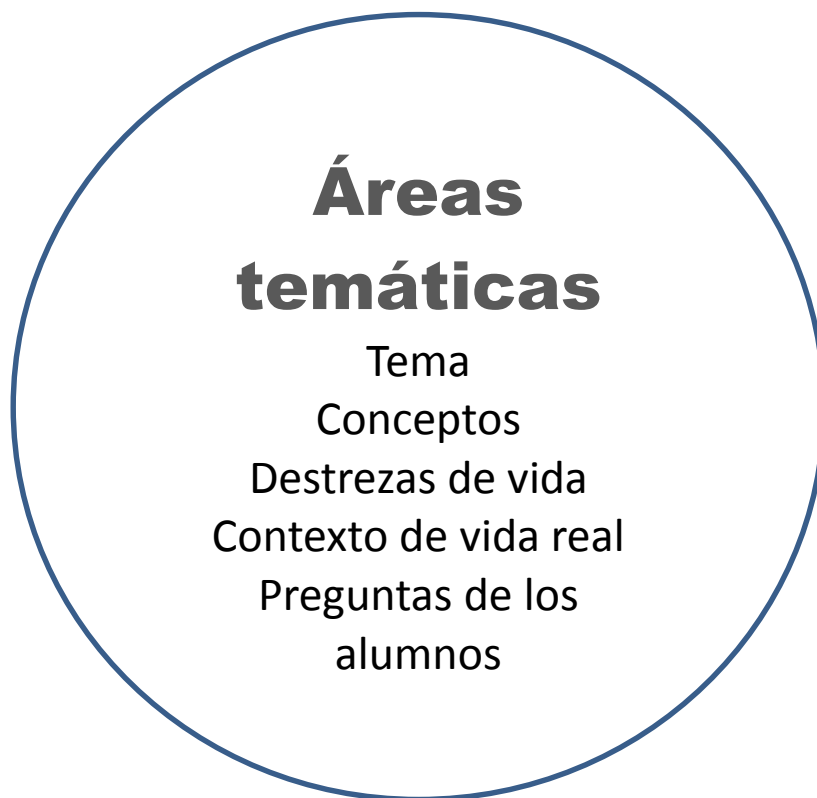 Áreas
temáticas
Tema
Conceptos
Destrezas de vida
Contexto de vida real
Preguntas de los
alumnos